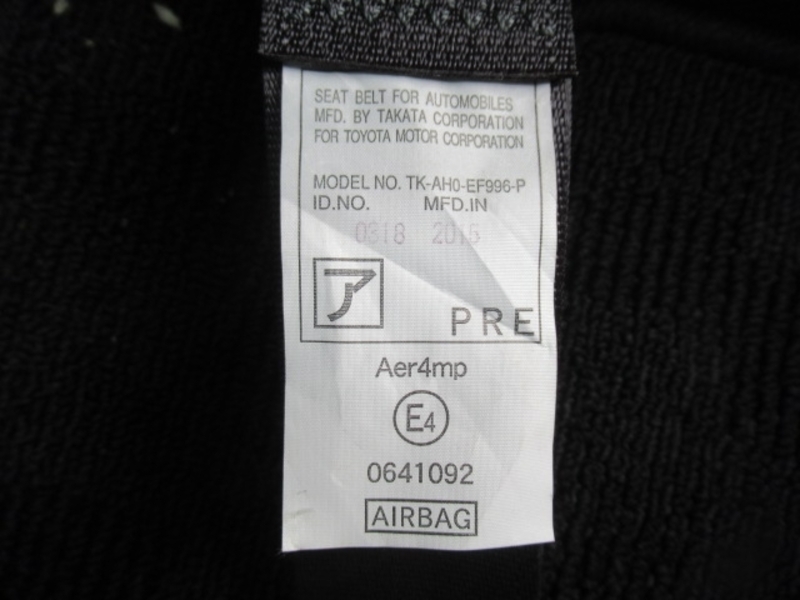 SEAT BELT FOR AUTOMOBILES
MFD. BY TAKATA CORPORATION
FOR TOYOTA MOTOR CORPORATION
MODEL NO. TK-AH0-EF996-P
ID.NO. MFD.IN
0318
ア
PRE
Aer4mp
E4
0641092
AIRBAG